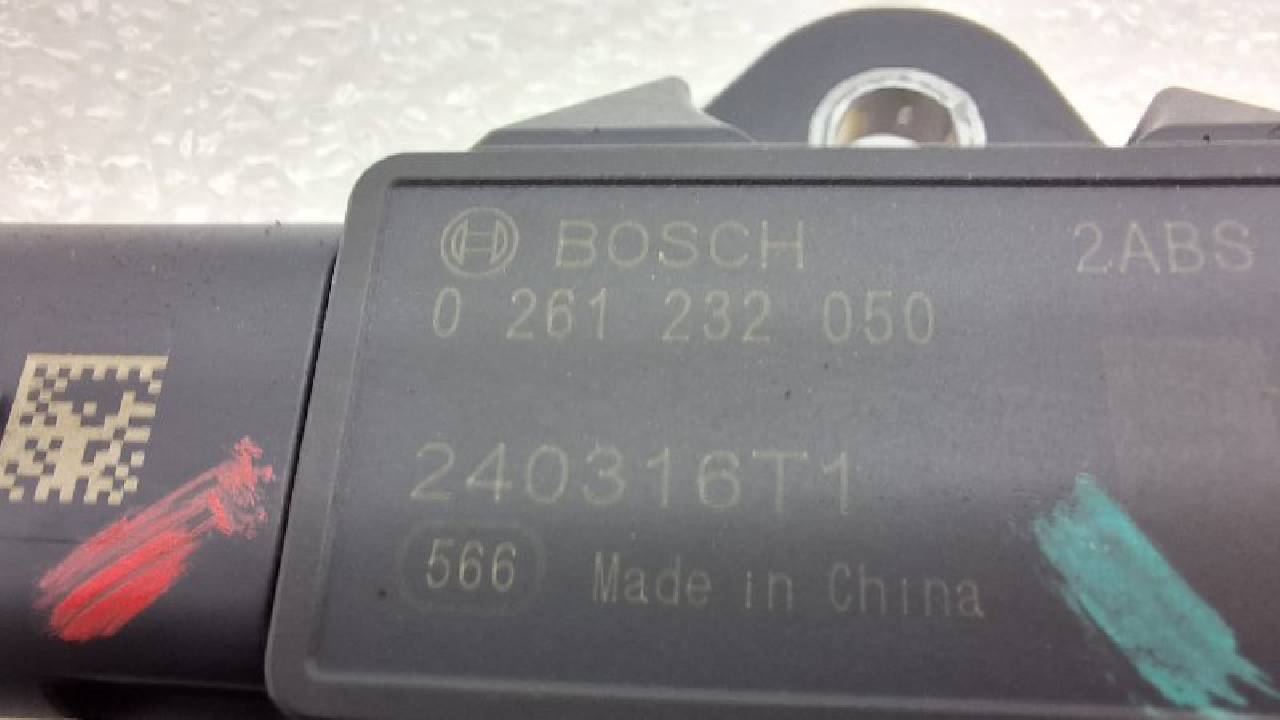 BOSCH 2ABS
0 261 232 050
240316T1
566 Made in China